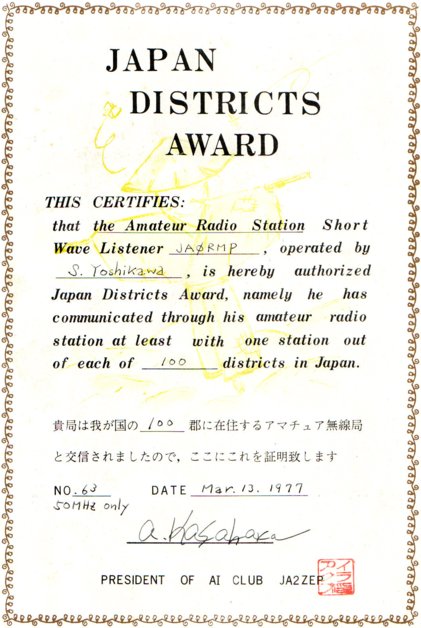 JAPAN
DISTRICTS
AWARD
THIS CERTIFIES:
that the Amateur Radio Station Short
Wave Listener JAØRMP , operated by
S. Yoshikawa , is hereby authorized
Japan Districts Award, namely he has
communicated through his amateur radio
station at least with one station out
of each of 100 districts in Japan.
貴局は我が国の 100 郡に在住するアマチュア無線局
と交信されましたので，ここにこれを証明致します
NO. 63 DATE Mar. 13. 1977
50MHz only
a. Kasahara
PRESIDENT OF AI CLUB JA2ZEP